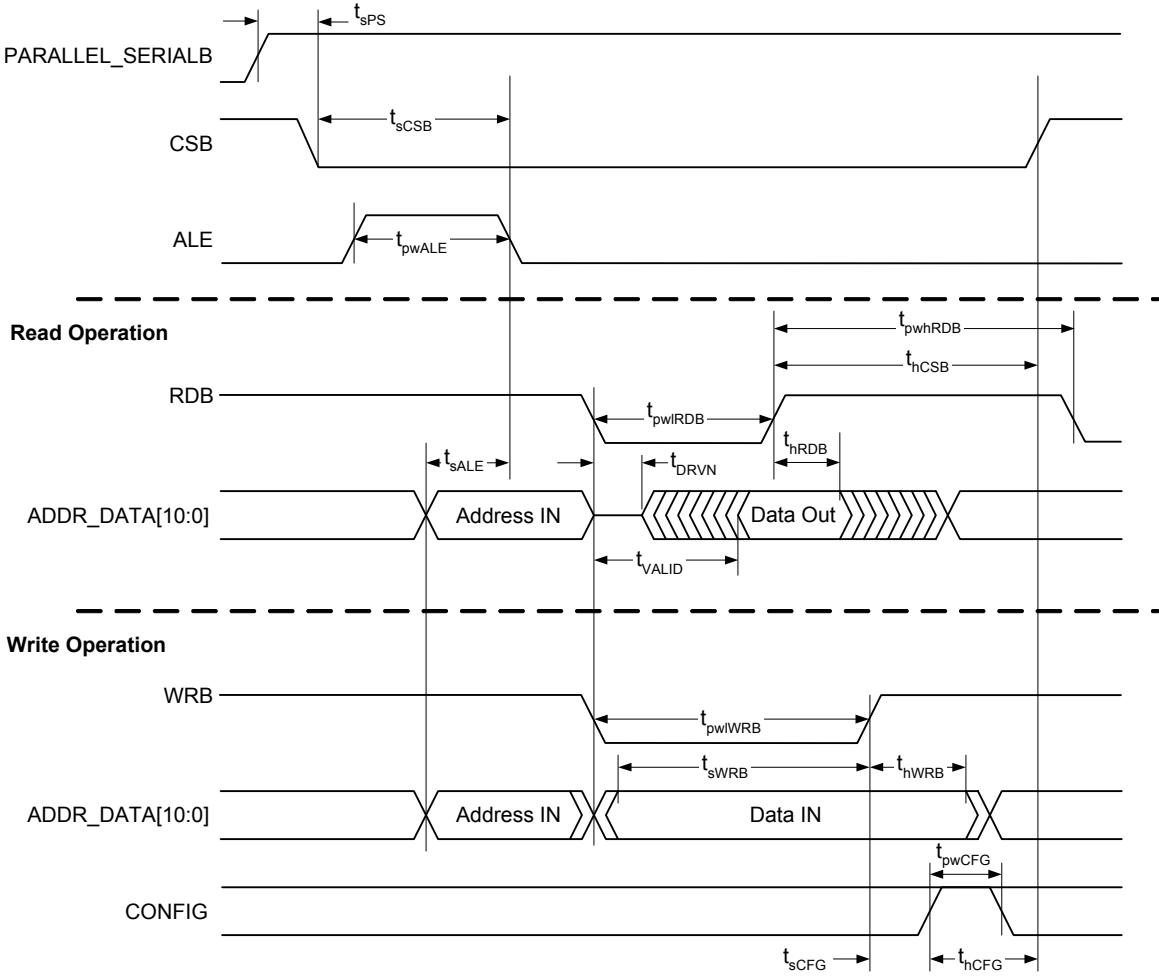 tsPS
PARALLEL_SERIALB
tsCSB
CSB
ALE
tpwALE
Read Operation
tpwhRDB
thCSB
RDB
tpwlRDB
thRDB
tsALE
tDRVN
ADDR_DATA[10:0]
Address IN
Data Out
tVALID
Write Operation
WRB
tpwlWRB
tsWRB
thWRB
ADDR_DATA[10:0]
Address IN
Data IN
tpwCFG
CONFIG
tsCFG
thCFG